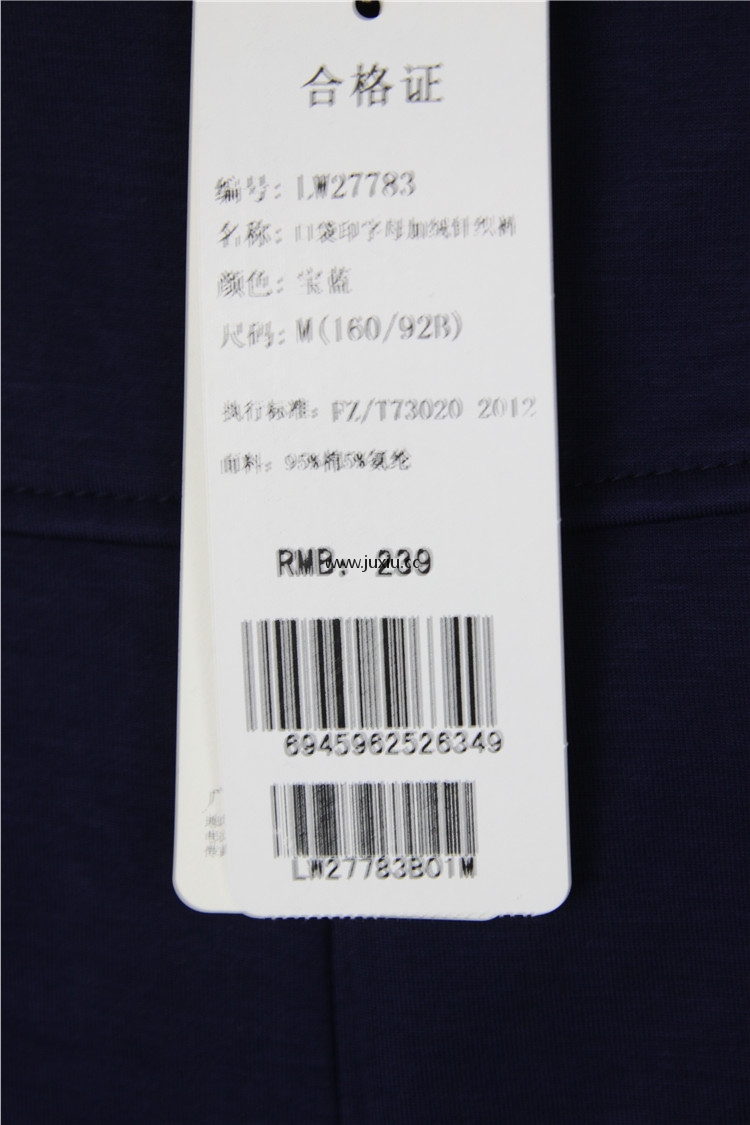 合格证
编号: LW27783
名称: 口袋印字母加绒针织裤
颜色: 宝蓝
尺码: M(160/92B)
执行标准: FZ/T73020 2012
面料: 95%棉5%氨纶
RMB: 239
www.juxiu.cc
6945962526349
LW27783B01M
广